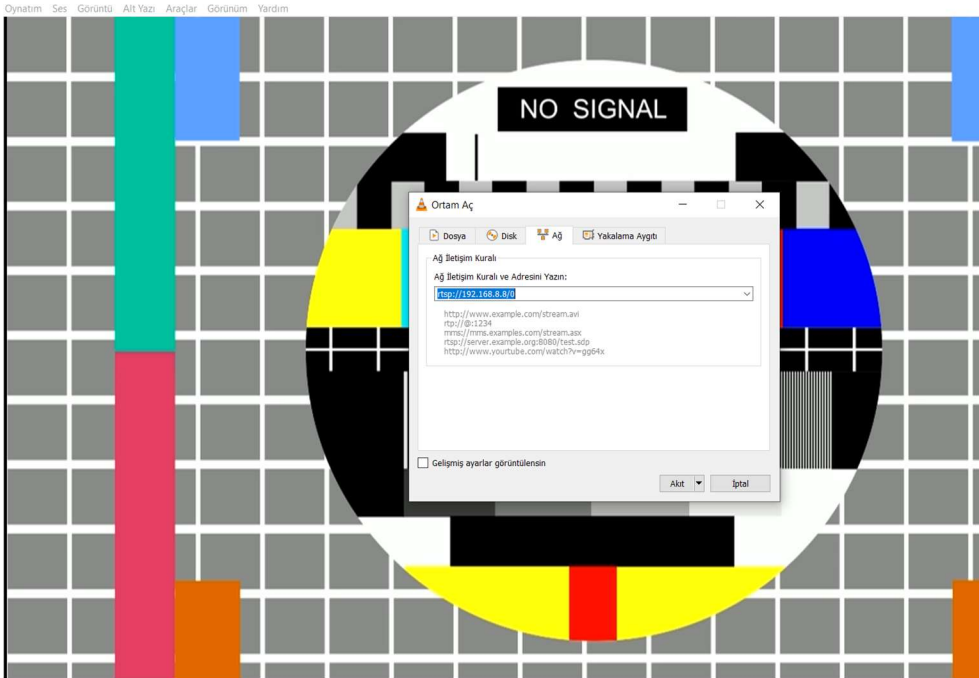 Oynatım Ses Görüntü Alt Yazı Araçlar Görünüm Yardım
NO SIGNAL
Ortam Aç
Dosya Disk Ağ Yakalama Aygıtı
Ağ İletişim Kuralı
Ağ İletişim Kuralı ve Adresini Yazın:
rtsp://192.168.8.8/0
http://www.example.com/stream.avi
rtp://@:1234
mms://mms.examples.com/stream.asx
rtsp://server.example.org:8080/test.sdp
http://www.yourtube.com/watch?v=gg64x
Gelişmiş ayarlar görüntülensin
Akıt İptal